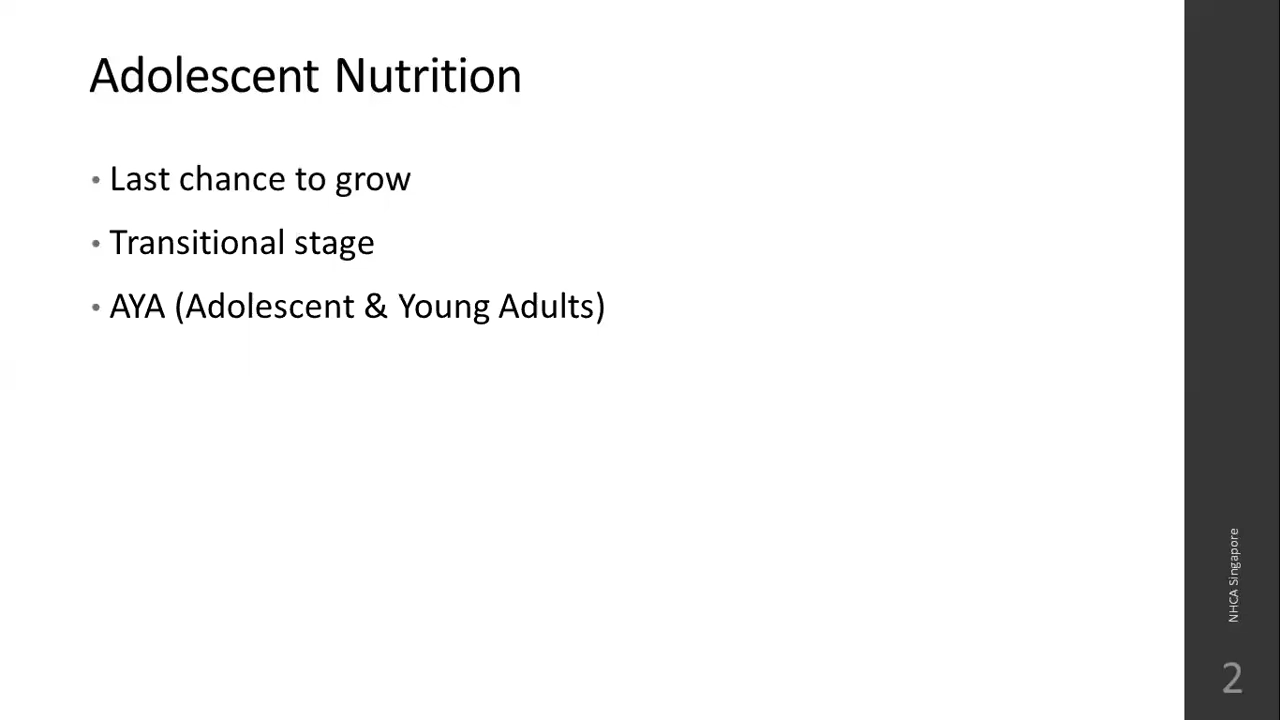 Adolescent Nutrition
• Last chance to grow
• Transitional stage
• AYA (Adolescent & Young Adults)
NHCA Singapore
2